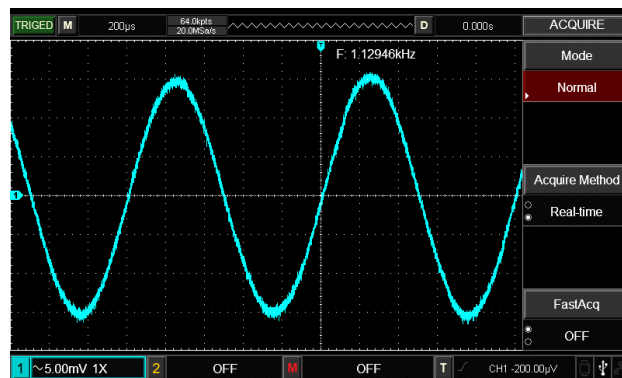 TRIGED M 200µs 64.0kpts D 0.000s ACQUIRE
20.0MSa/s
T
F: 1.12946kHz
Mode
Normal
1
Acquire Method
Real-time
FastAcq
OFF
1 ~5.00mV 1X 2 OFF M OFF T CH1 -200.00µV